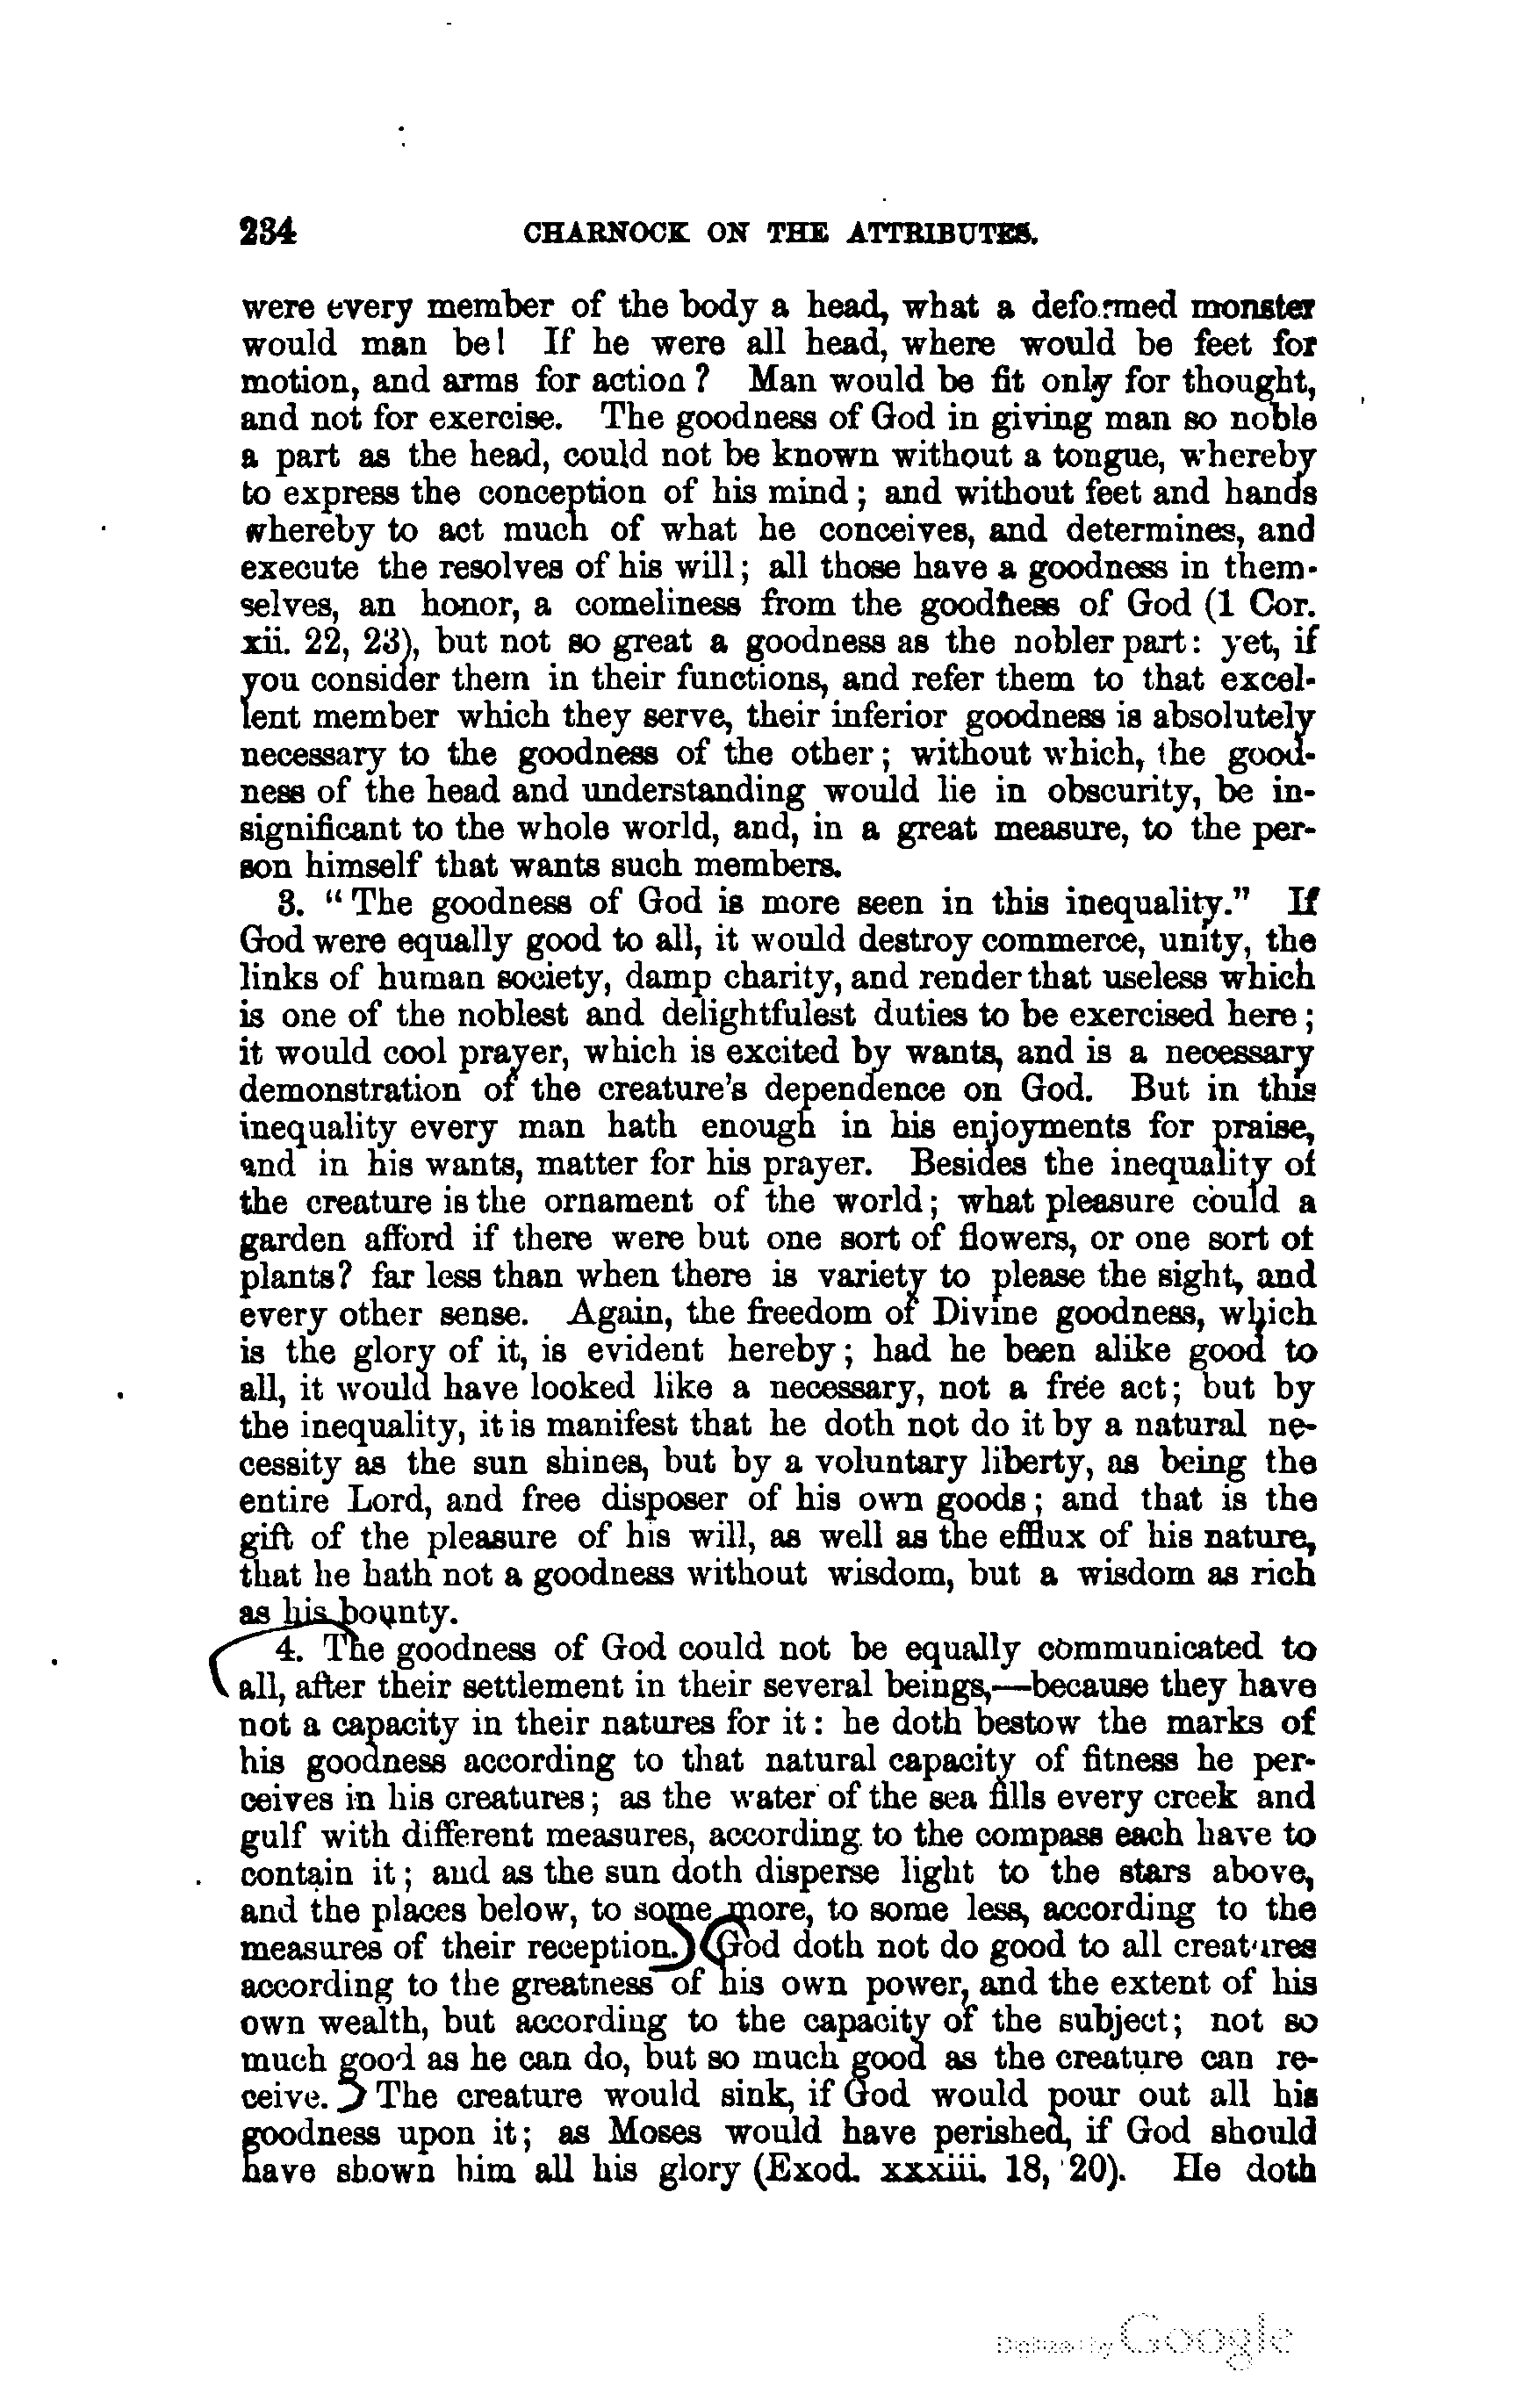 234 CHARNOCK ON THE ATTRIBUTES.
were every member of the body a head, what a deformed monster
would man be! If he were all head, where would be feet for
motion, and arms for action? Man would be fit only for thought,
and not for exercise. The goodness of God in giving man so noble
a part as the head, could not be known without a tongue, whereby
to express the conception of his mind; and without feet and hands
whereby to act much of what he conceives, and determines, and
execute the resolves of his will; all those have a goodness in them-
selves, an honor, a comeliness from the goodness of God (1 Cor.
xii. 22, 23), but not so great a goodness as the nobler part: yet, if
you consider them in their functions, and refer them to that excel-
lent member which they serve, their inferior goodness is absolutely
necessary to the goodness of the other; without which, the good-
ness of the head and understanding would lie in obscurity, be in-
significant to the whole world, and, in a great measure, to the per-
son himself that wants such members.
3. "The goodness of God is more seen in this inequality." If
God were equally good to all, it would destroy commerce, unity, the
links of human society, damp charity, and render that useless which
is one of the noblest and delightfulest duties to be exercised here;
it would cool prayer, which is excited by wants, and is a necessary
demonstration of the creature's dependence on God. But in this
inequality every man hath enough in his enjoyments for praise,
and in his wants, matter for his prayer. Besides the inequality of
the creature is the ornament of the world; what pleasure could a
garden afford if there were but one sort of flowers, or one sort of
plants? far less than when there is variety to please the sight, and
every other sense. Again, the freedom of Divine goodness, which
is the glory of it, is evident hereby; had he been alike good to
all, it would have looked like a necessary, not a free act; but by
the inequality, it is manifest that he doth not do it by a natural ne-
cessity as the sun shines, but by a voluntary liberty, as being the
entire Lord, and free disposer of his own goods; and that is the
gift of the pleasure of his will, as well as the efflux of his nature,
that he hath not a goodness without wisdom, but a wisdom as rich
as his bounty.
4. The goodness of God could not be equally communicated to
all, after their settlement in their several beings,—because they have
not a capacity in their natures for it: he doth bestow the marks of
his goodness according to that natural capacity of fitness he per-
ceives in his creatures; as the water of the sea fills every creek and
gulf with different measures, according to the compass each have to
contain it; and as the sun doth disperse light to the stars above,
and the places below, to some more, to some less, according to the
measures of their reception. God doth not do good to all creatures
according to the greatness of his own power, and the extent of his
own wealth, but according to the capacity of the subject; not so
much good as he can do, but so much good as the creature can re-
ceive. The creature would sink, if God would pour out all his
goodness upon it; as Moses would have perished, if God should
have shown him all his glory (Exod. xxxiii. 18, 20). He doth
Digitized by Google